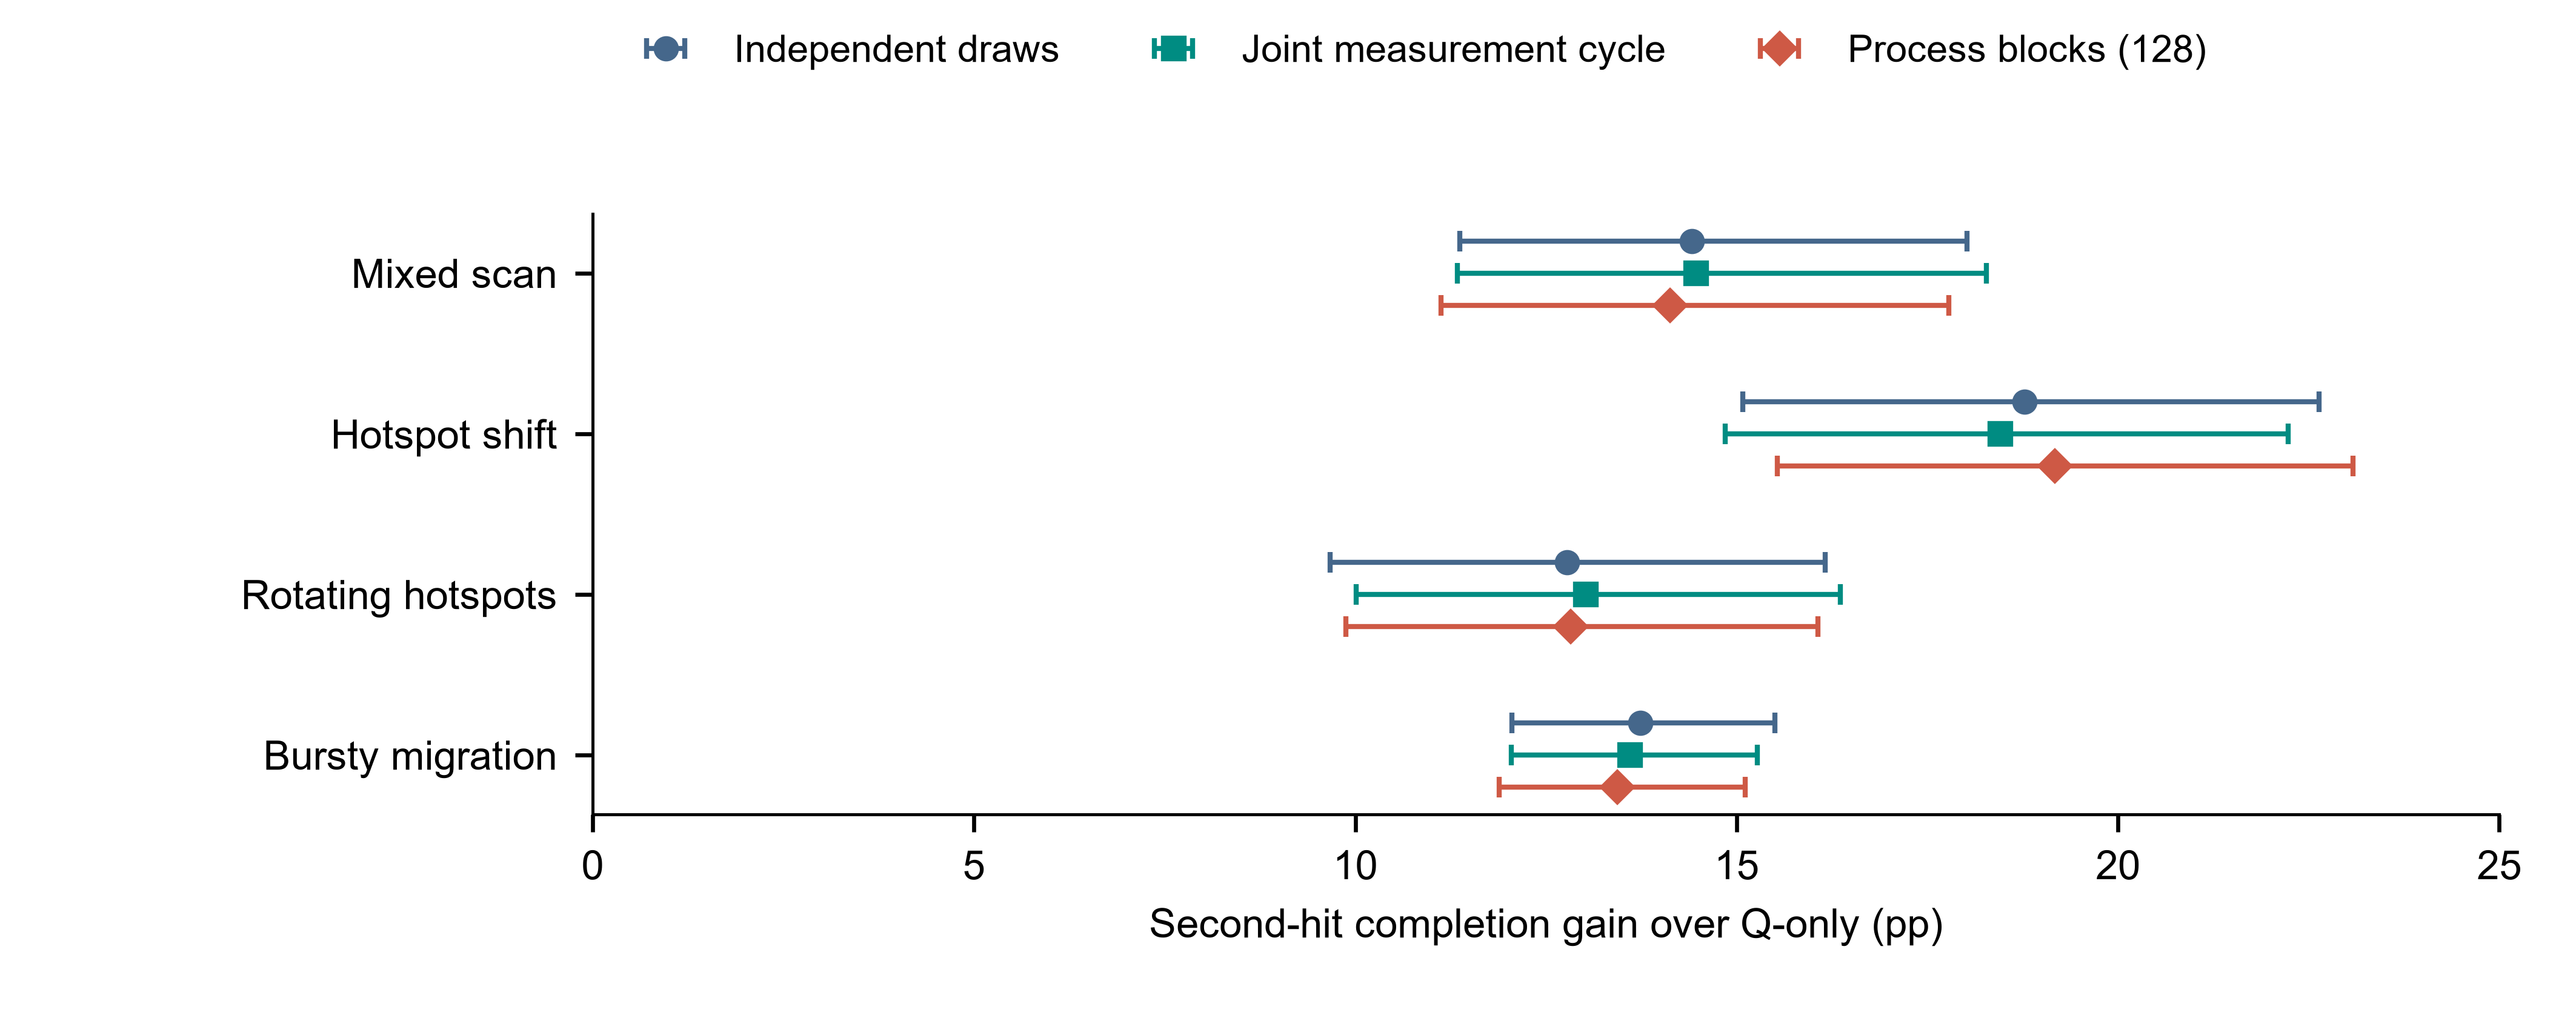 Independent draws
Joint measurement cycle
Process blocks (128)
Mixed scan
Hotspot shift
Rotating hotspots
Bursty migration
0 5 10 15 20 25
Second-hit completion gain over Q-only (pp)